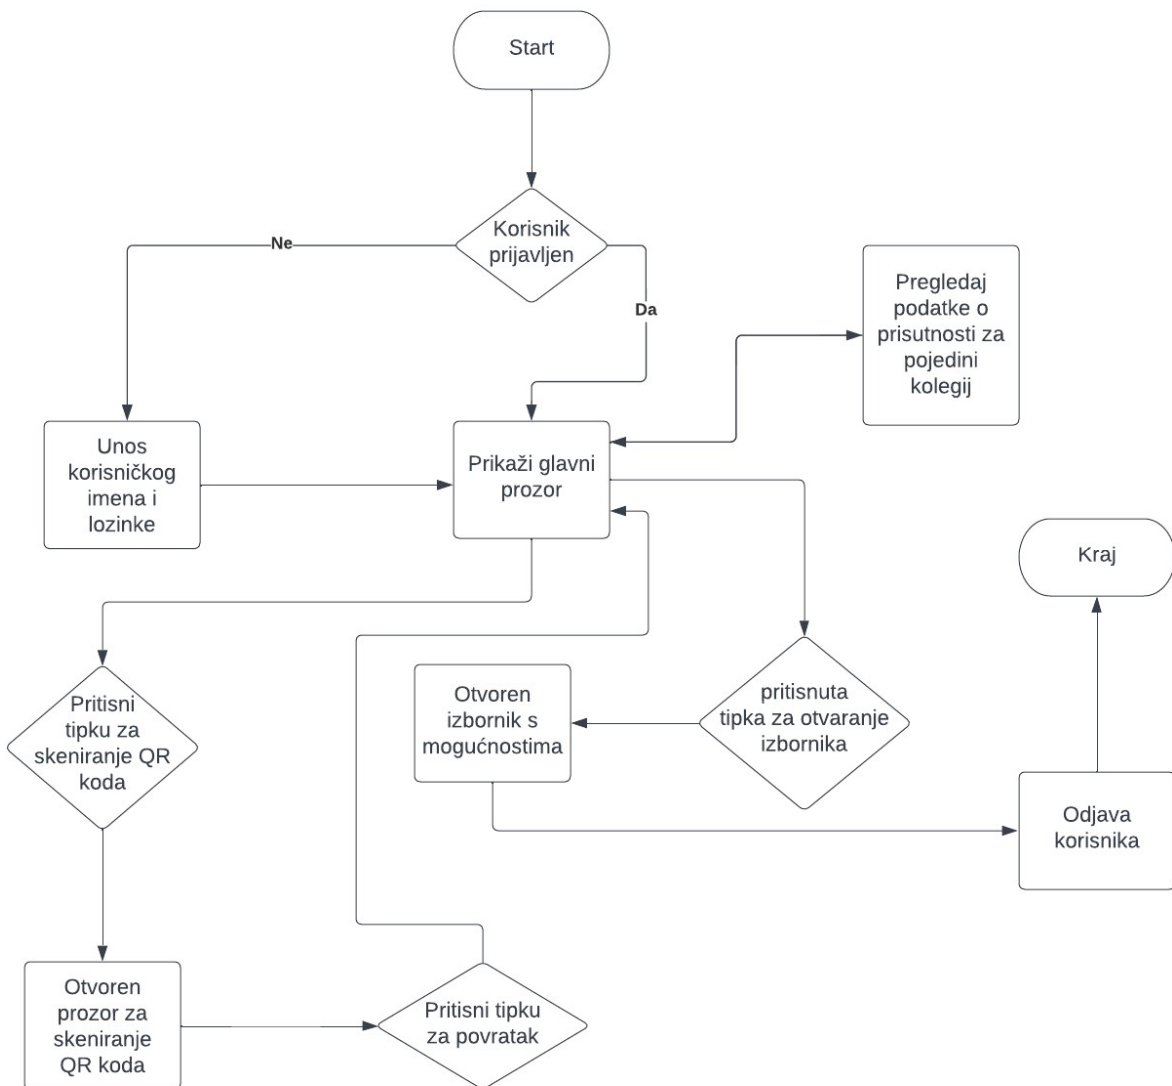 Start
Korisnik
prijavljen
Ne
Da
Pregledaj
podatke o
prisutnosti za
pojedini
kolegij
Unos
korisničkog
imena i
lozinke
Prikaži glavni
prozor
Kraj
Pritisni
tipku za
skeniranje QR
koda
Otvoren
izbornik s
mogućnostima
pritisnuta
tipka za otvaranje
izbornika
Odjava
korisnika
Otvoren
prozor za
skeniranje
QR koda
Pritisni tipku
za povratak